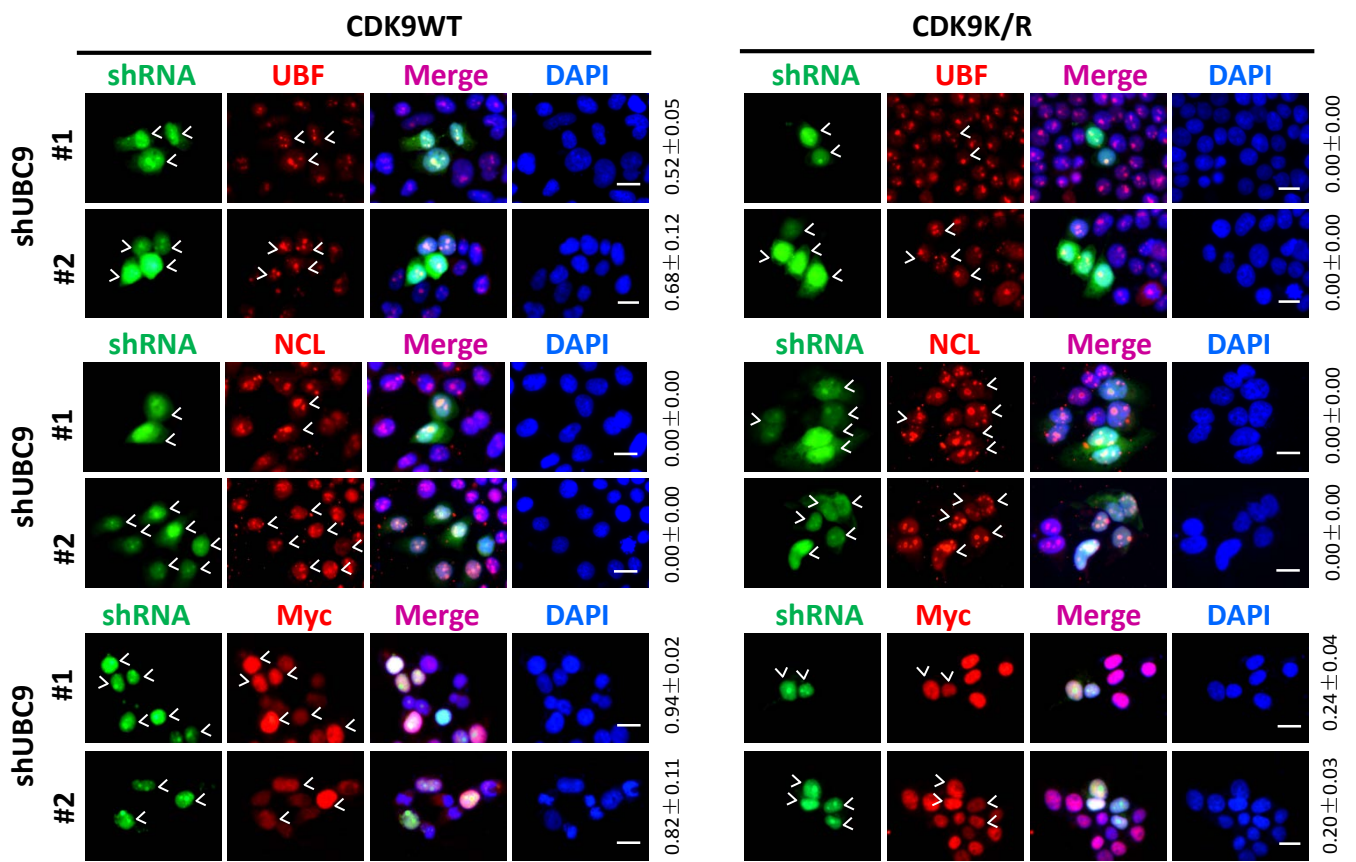 CDK9WT CDK9K/R
shRNA UBF Merge DAPI shRNA UBF Merge DAPI
shUBC9
#1 0.52±0.05 0.00±0.00
#2 0.68±0.12 0.00±0.00
shRNA NCL Merge DAPI shRNA NCL Merge DAPI
shUBC9
#1 0.00±0.00 0.00±0.00
#2 0.00±0.00 0.00±0.00
shRNA Myc Merge DAPI shRNA Myc Merge DAPI
shUBC9
#1 0.94±0.02 0.24±0.04
#2 0.82±0.11 0.20±0.03